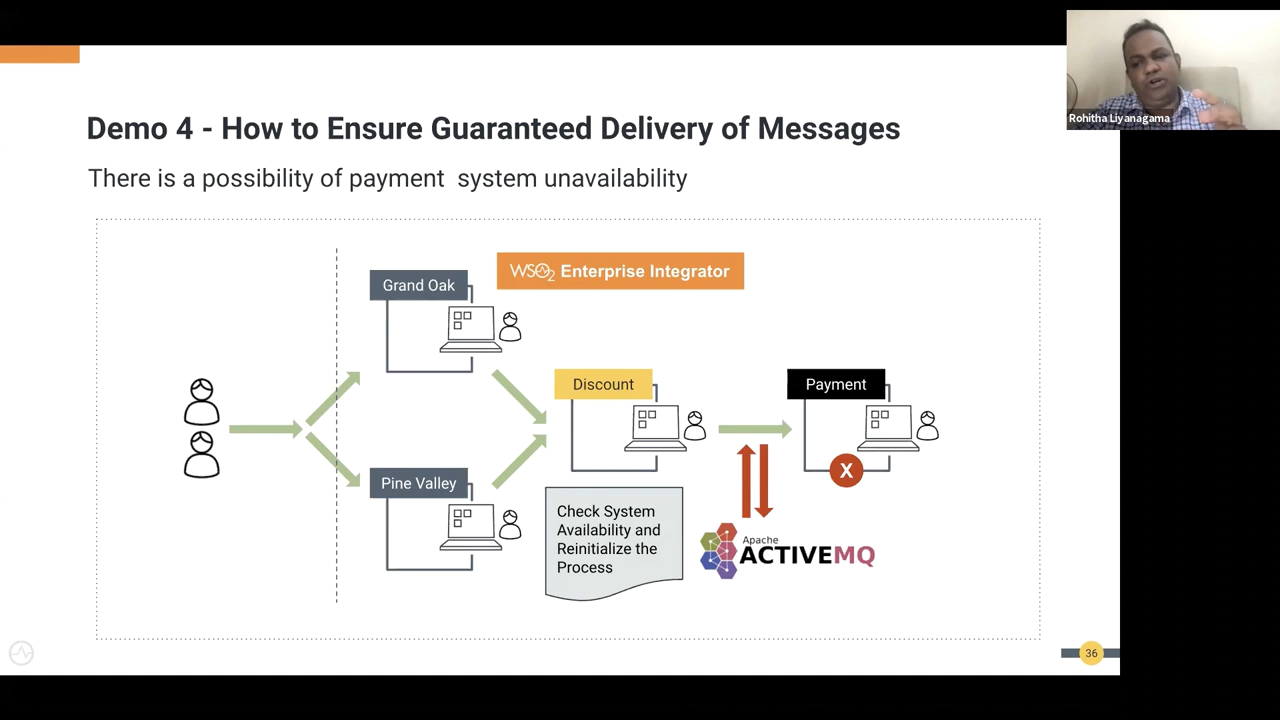 Rohitha Liyanagama
Demo 4 - How to Ensure Guaranteed Delivery of Messages
There is a possibility of payment system unavailability
WSO2 Enterprise Integrator
Grand Oak
Discount
Payment
X
Pine Valley
Check System
Availability and
Reinitialize the
Process
Apache
ACTIVEMQ
36